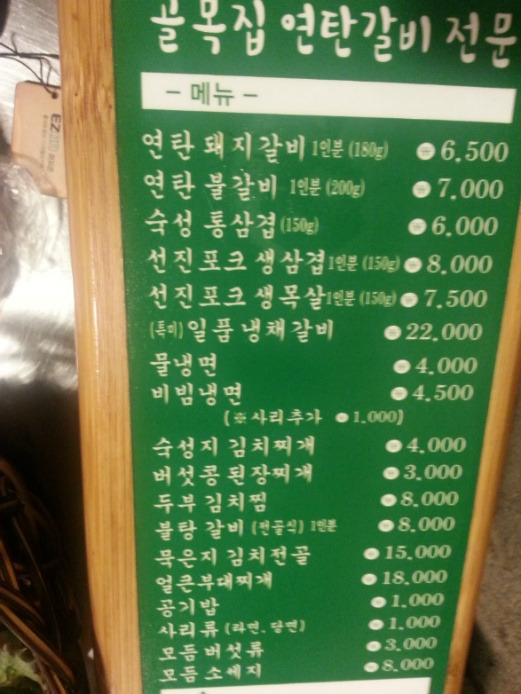 골목집 연탄갈비 전문
- 메뉴 -
연탄 돼지갈비 1인분 (180g) 6,500
연탄 불갈비 1인분 (200g) 7,000
숙성 통삼겹 (150g) 6,000
선진포크 생삼겹 1인분 (150g) 8,000
선진포크 생목살 1인분 (150g) 7,500
(특미) 일품냉채갈비 22,000
물냉면 4,000
비빔냉면 4,500
(※사리추가 1,000)
숙성지 김치찌개 4,000
버섯콩된장찌개 3,000
두부김치찜 8,000
불탕갈비 (전골식) 1인분 8,000
묵은지김치전골 15,000
얼큰부대찌개 18,000
공기밥 1,000
사리류 (라면, 당면) 1,000
모듬버섯류 3,000
모듬소세지 8,000
EZ